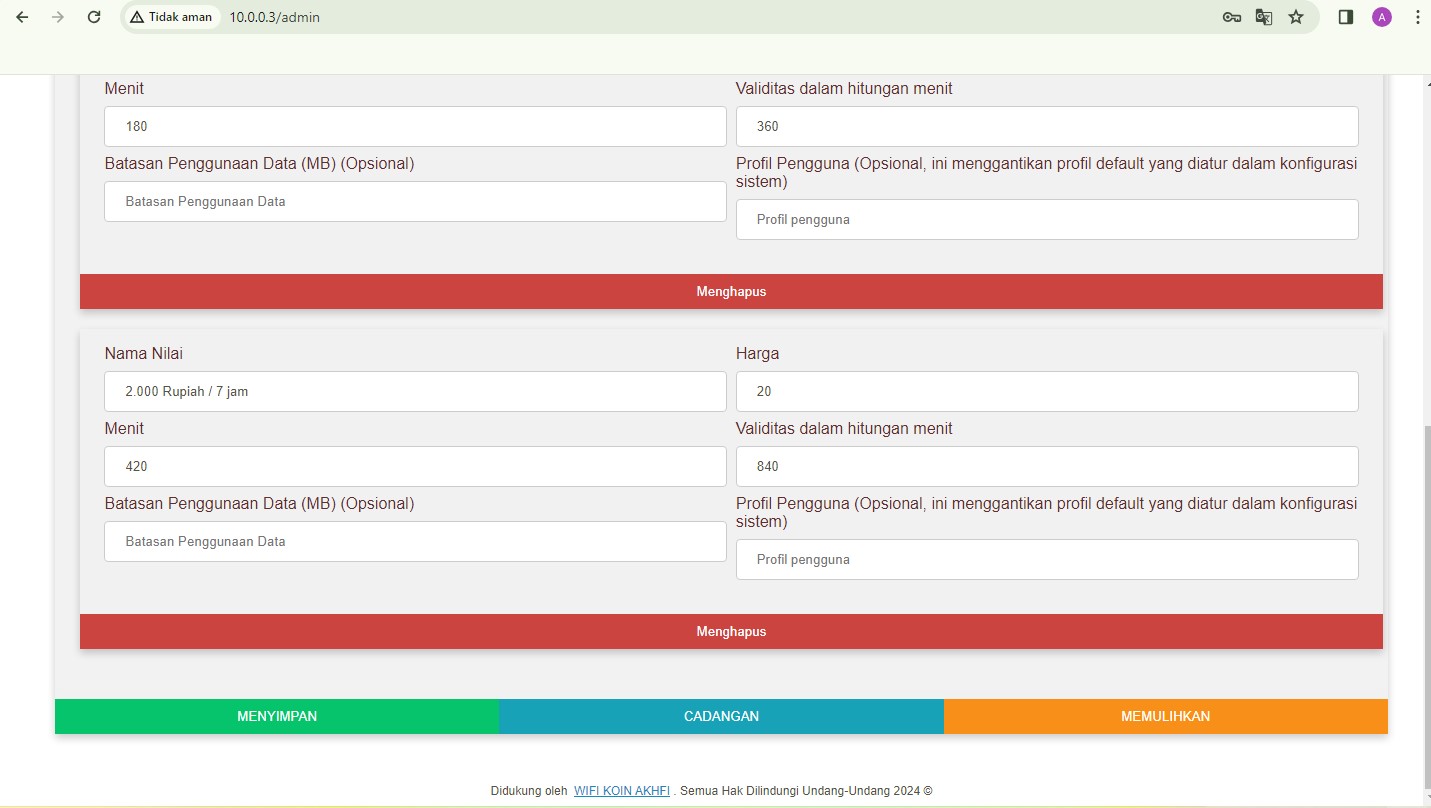 Tidak aman 10.0.0.3/admin
A
Menit
Validitas dalam hitungan menit
180
360
Batasan Penggunaan Data (MB) (Opsional)
Profil Pengguna (Opsional, ini menggantikan profil default yang diatur dalam konfigurasi
sistem)
Batasan Penggunaan Data
Profil pengguna
Menghapus
Nama Nilai
Harga
2.000 Rupiah / 7 jam
20
Menit
Validitas dalam hitungan menit
420
840
Batasan Penggunaan Data (MB) (Opsional)
Profil Pengguna (Opsional, ini menggantikan profil default yang diatur dalam konfigurasi
sistem)
Batasan Penggunaan Data
Profil pengguna
Menghapus
MENYIMPAN
CADANGAN
MEMULIHKAN
Didukung oleh WIFI KOIN AKHFI . Semua Hak Dilindungi Undang-Undang 2024 ©